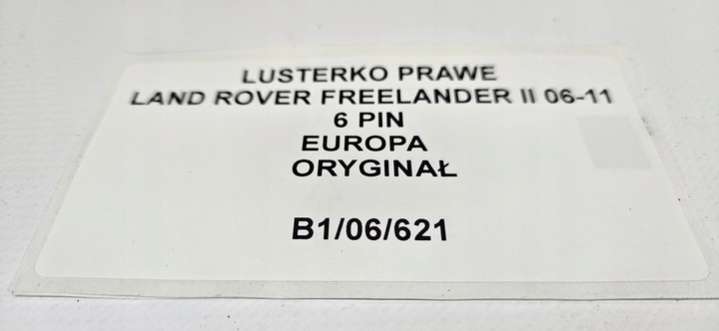 LUSTERKO PRAWE
LAND ROVER FREELANDER II 06-11
6 PIN
EUROPA
ORYGINAŁ
B1/06/621